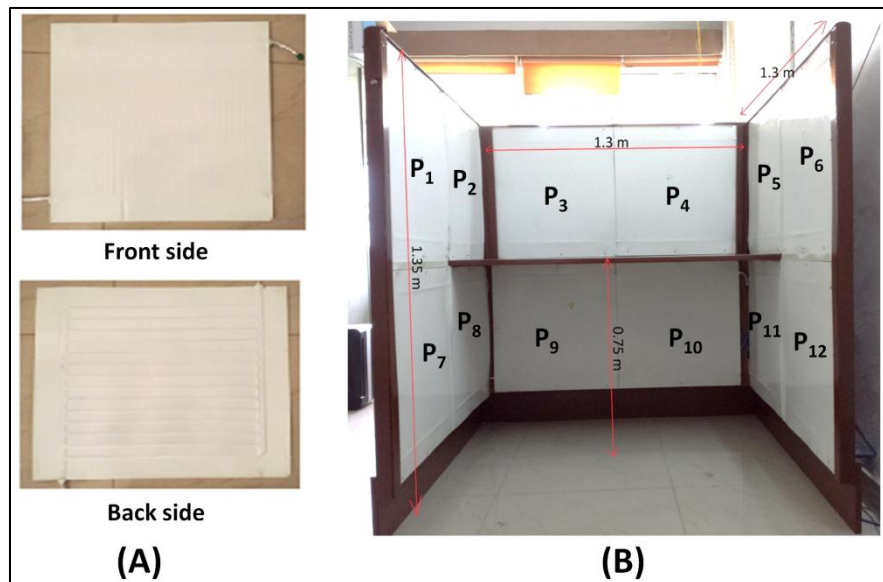 Front side
Back side
(A)
1.3 m
1.3 m
P1
P2
P3
P4
P5
P6
1.35 m
0.75 m
P7
P8
P9
P10
P11
P12
(B)